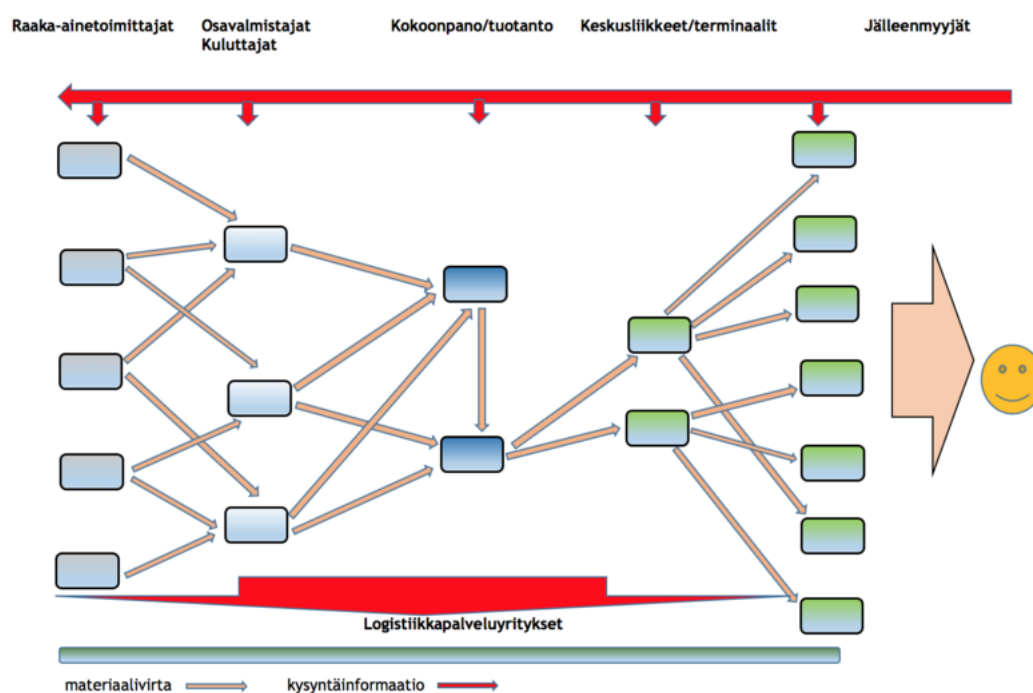 Raaka-ainetoimittajat
Osavalmistajat
Kuluttajat
Kokoonpano/tuotanto
Keskusliikkeet/terminaalit
Jälleenmyyjät
Logistiikkapalveluyritykset
materiaalivirta
kysyntäinformaatio